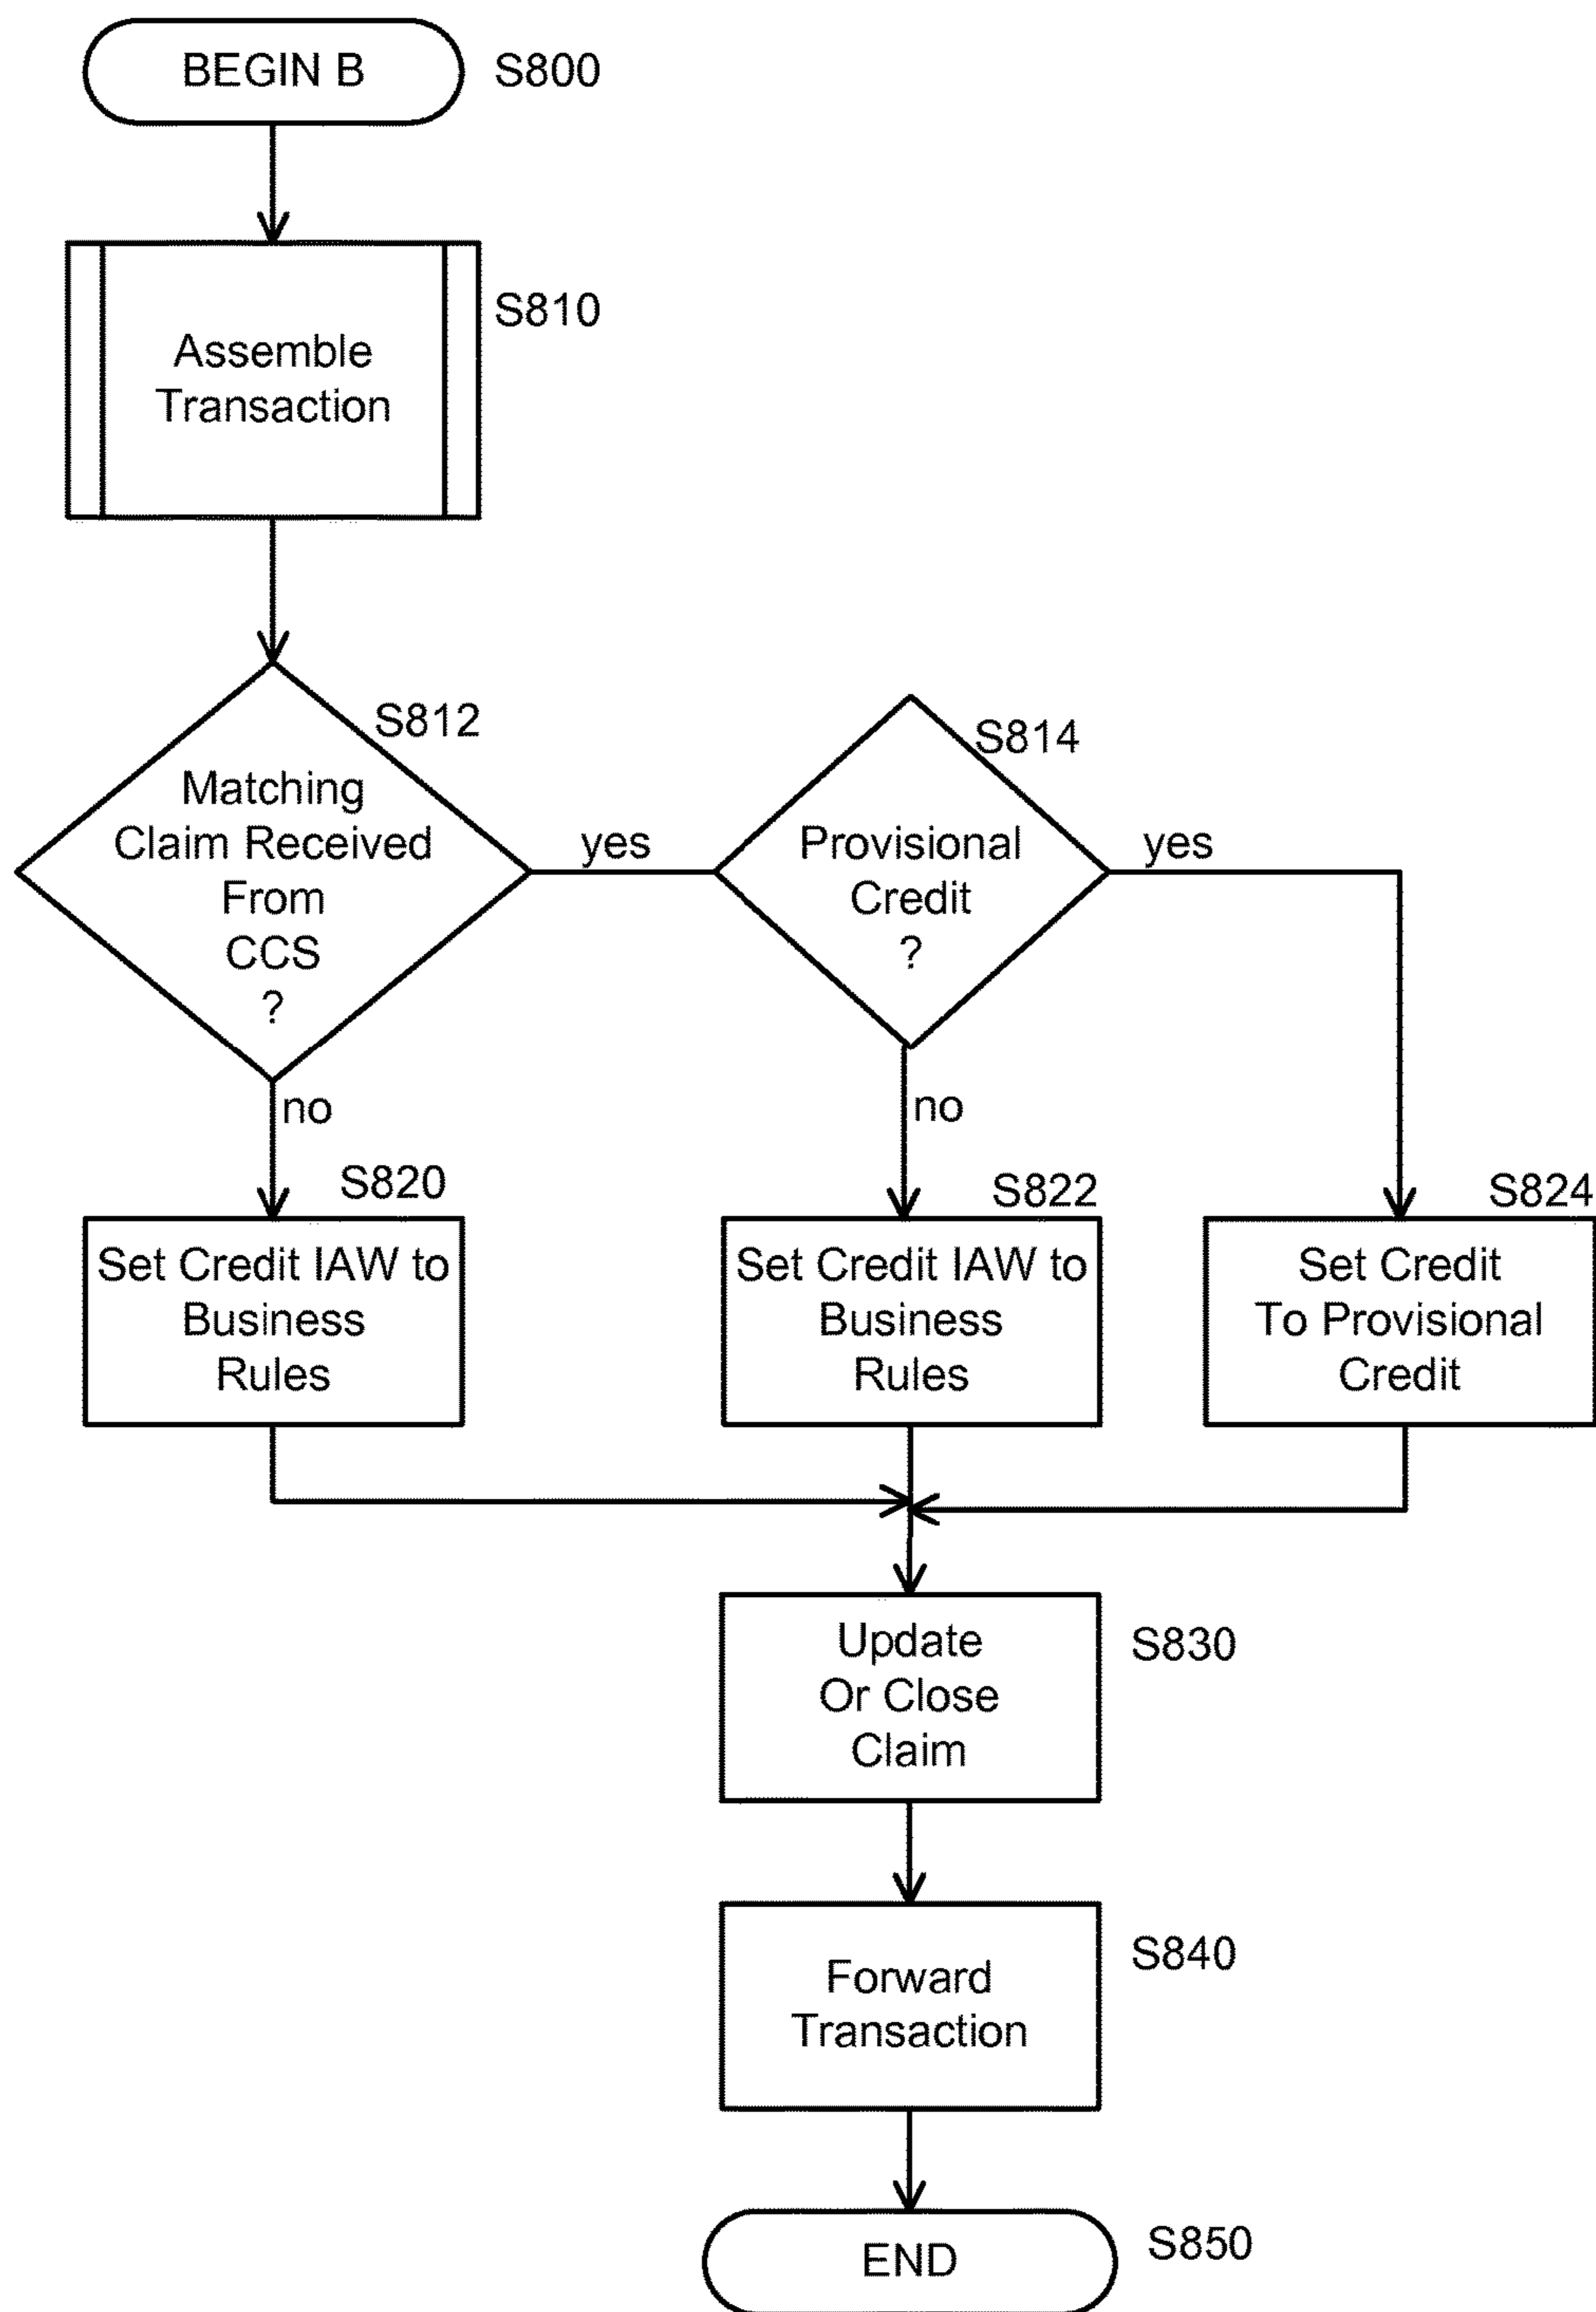 BEGIN B
S800
S810
Assemble
Transaction
S812
Matching
Claim Received
From
CCS
?
yes
S814
Provisional
Credit
?
yes
no
no
S820
Set Credit IAW to
Business
Rules
S822
Set Credit IAW to
Business
Rules
S824
Set Credit
To Provisional
Credit
Update
Or Close
Claim
S830
Forward
Transaction
S840
END
S850